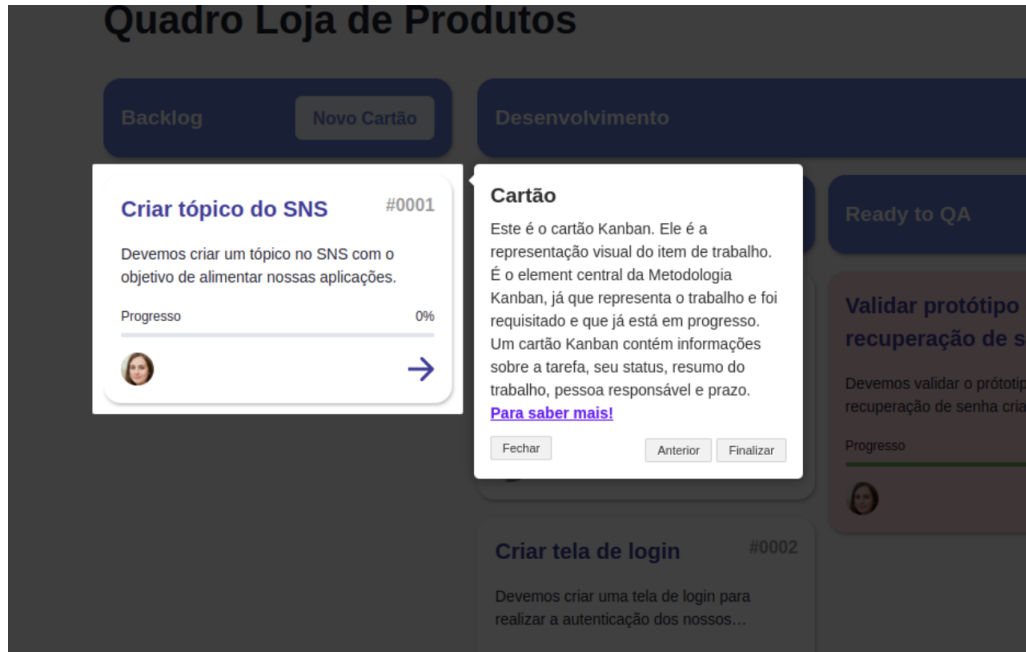 Quadro Loja de Produtos
Backlog
Novo Cartão
Desenvolvimento
Criar tópico do SNS
#0001
Devemos criar um tópico no SNS com o
objetivo de alimentar nossas aplicações.
Progresso
0%
Cartão
Este é o cartão Kanban. Ele é a
representação visual do item de trabalho.
É o element central da Metodologia
Kanban, já que representa o trabalho e foi
requisitado e que já está em progresso.
Um cartão Kanban contém informações
sobre a tarefa, seu status, resumo do
trabalho, pessoa responsável e prazo.
Para saber mais!
Fechar
Anterior
Finalizar
Criar tela de login
#0002
Devemos criar uma tela de login para
realizar a autenticação dos nossos…
Ready to QA
Validar protótipo
recuperação de s
Devemos validar o prótotip
recuperação de senha cria
Progresso